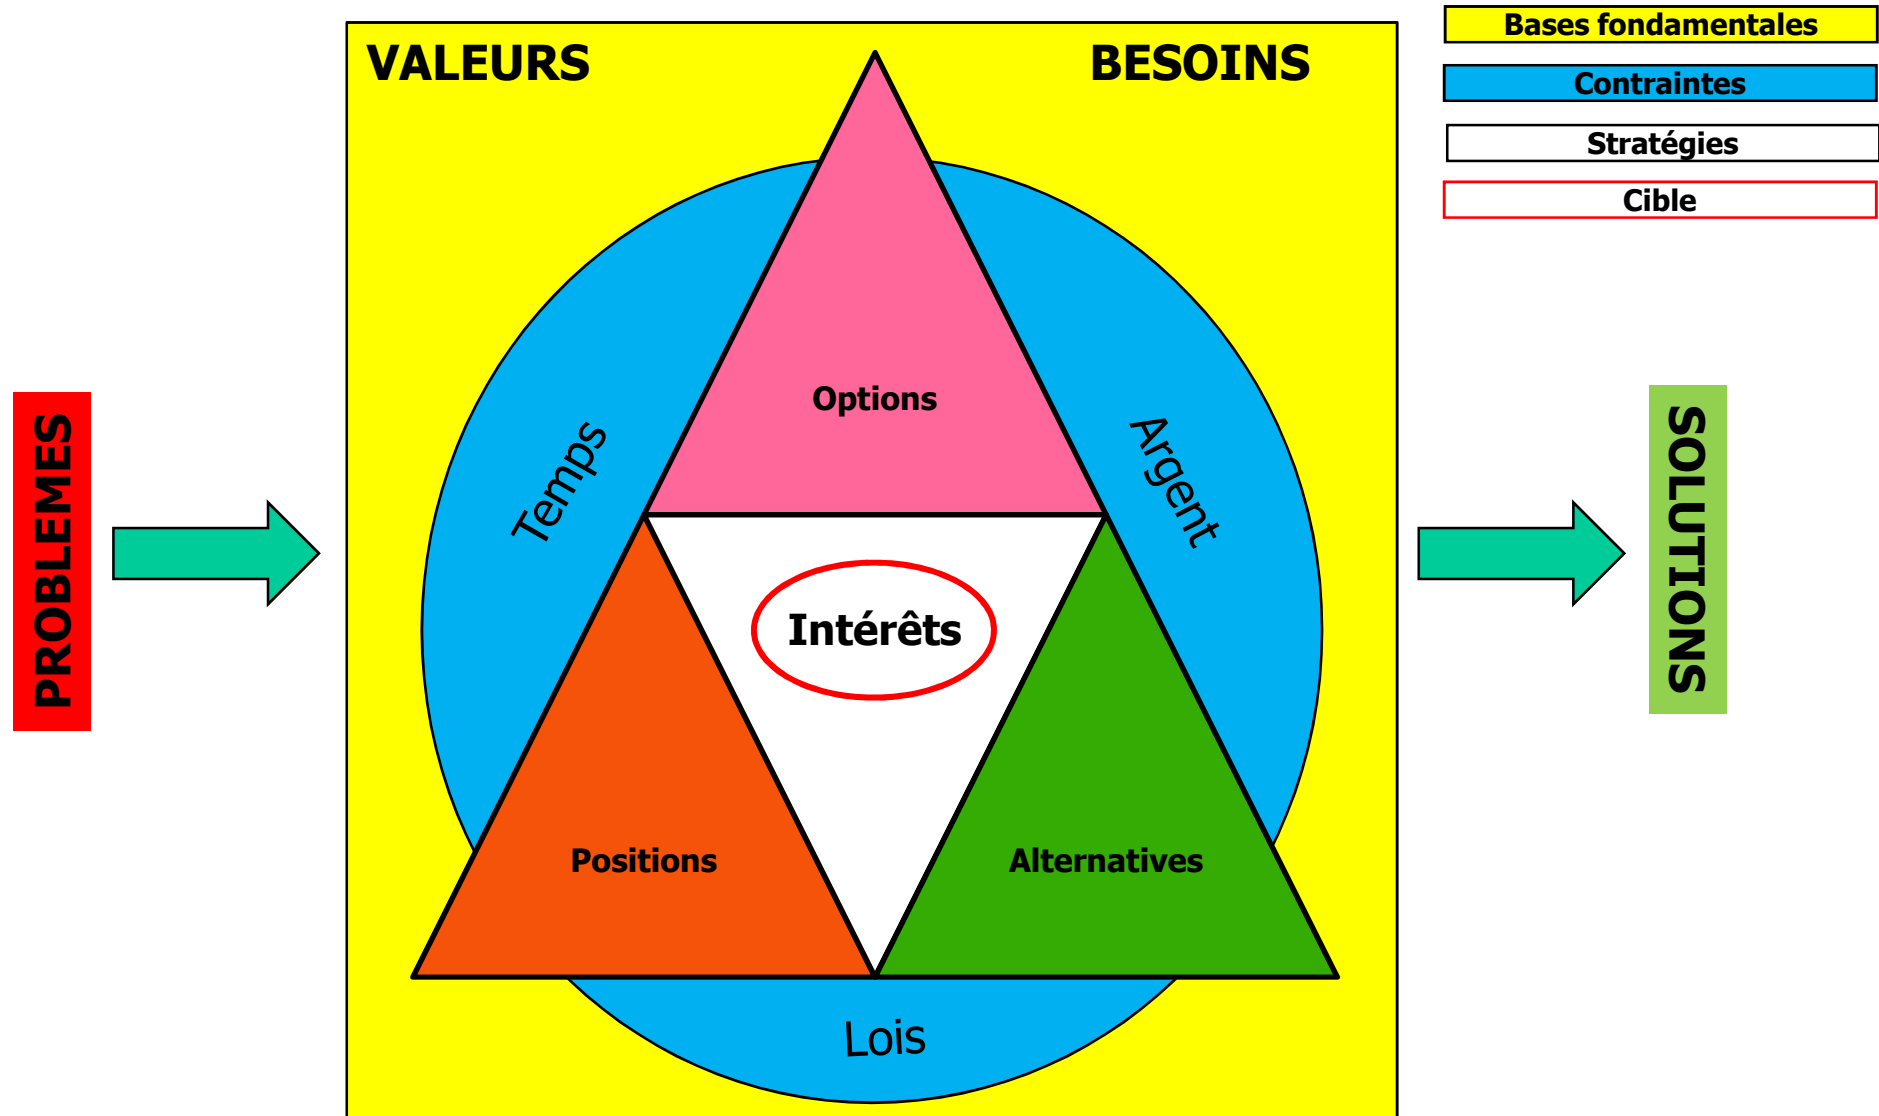 Bases fondamentales
VALEURS
BESOINS
Contraintes
Stratégies
Cible
Options
PROBLEMES
Temps
Argent
SOLUTIONS
Intérêts
Positions
Alternatives
Lois